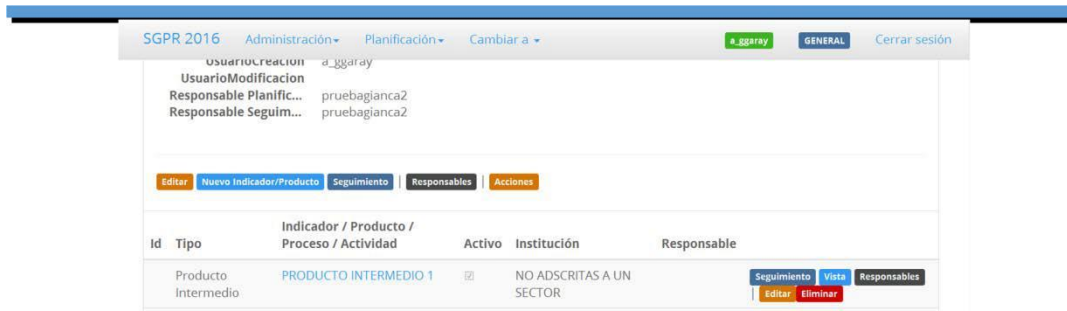 SGPR 2016 Administración Planificación Cambiar a a_ggaray GENERAL Cerrar sesión
UsuarioCreacion a_ggaray
UsuarioModificacion
Responsable Planific... pruebagianca2
Responsable Seguim... pruebagianca2
Editar Nuevo Indicador/Producto Seguimiento | Responsables | Acciones
Indicador / Producto /
Id Tipo Proceso / Actividad Activo Institución Responsable
Producto PRODUCTO INTERMEDIO 1 NO ADSCRITAS A UN Seguimiento Vista Responsables
Intermedio SECTOR | Editar Eliminar